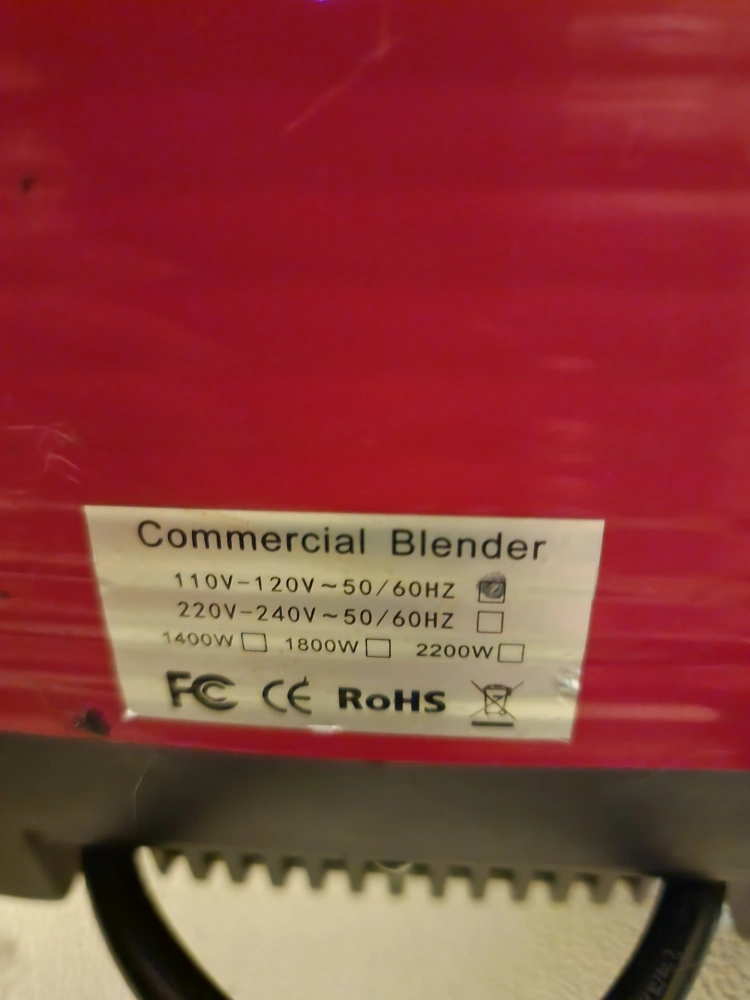 Commercial Blender
110V-120V~50/60HZ
220V-240V~50/60HZ
1400W 1800W 2200W
FC CE RoHS